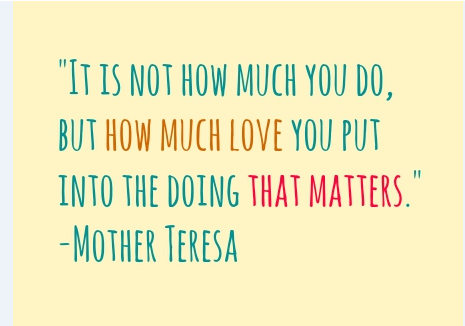 "It is not how much you do,
but how much love you put
into the doing that matters."
-Mother Teresa